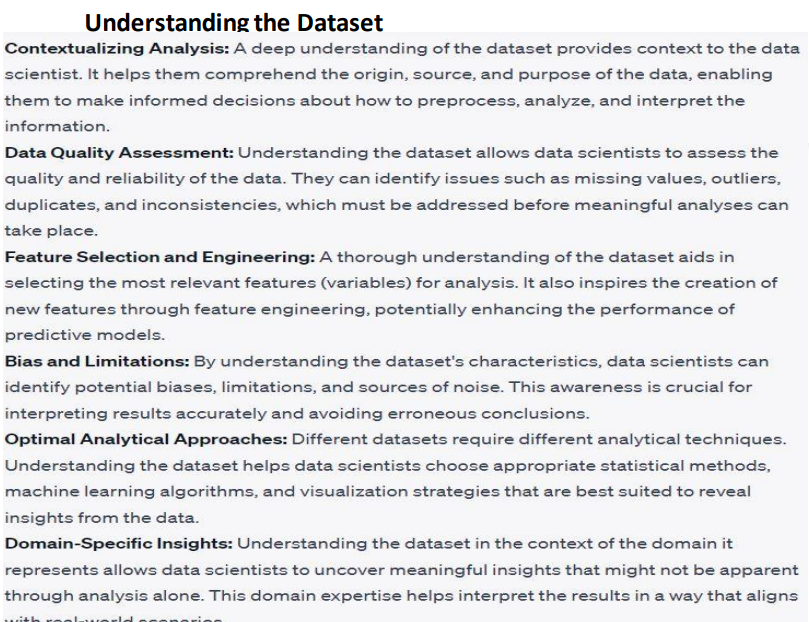 Understanding the Dataset
Contextualizing Analysis: A deep understanding of the dataset provides context to the data
scientist. It helps them comprehend the origin, source, and purpose of the data, enabling
them to make informed decisions about how to preprocess, analyze, and interpret the
information.
Data Quality Assessment: Understanding the dataset allows data scientists to assess the
quality and reliability of the data. They can identify issues such as missing values, outliers,
duplicates, and inconsistencies, which must be addressed before meaningful analyses can
take place.
Feature Selection and Engineering: A thorough understanding of the dataset aids in
selecting the most relevant features (variables) for analysis. It also inspires the creation of
new features through feature engineering, potentially enhancing the performance of
predictive models.
Bias and Limitations: By understanding the dataset's characteristics, data scientists can
identify potential biases, limitations, and sources of noise. This awareness is crucial for
interpreting results accurately and avoiding erroneous conclusions.
Optimal Analytical Approaches: Different datasets require different analytical techniques.
Understanding the dataset helps data scientists choose appropriate statistical methods,
machine learning algorithms, and visualization strategies that are best suited to reveal
insights from the data.
Domain-Specific Insights: Understanding the dataset in the context of the domain it
represents allows data scientists to uncover meaningful insights that might not be apparent
through analysis alone. This domain expertise helps interpret the results in a way that aligns
with real-world scenarios.